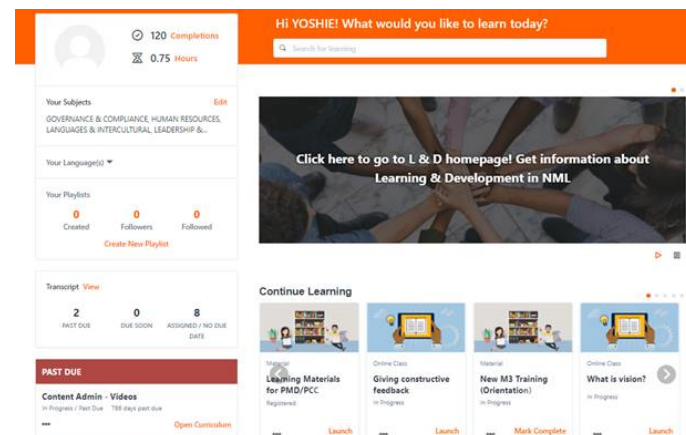 Hi YOSHIE! What would you like to learn today?
Search for learning
120 Completions
0.75 Hours
Your Subjects Edit
GOVERNANCE & COMPLIANCE, HUMAN RESOURCES,
LANGUAGES & INTERCULTURAL, LEADERSHIP &...
Your Language(s)
Your Playlists
0 0 0
Created Followers Followed
Create New Playlist
Transcript View
2 0 8
PAST DUE DUE SOON ASSIGNED / NO DUE
DATE
PAST DUE
Content Admin - Videos
In Progress / Past Due 788 days past due
Open Curriculum
Click here to go to L & D homepage! Get information about
Learning & Development in NML
Continue Learning
Material
Learning Materials
for PMD/PCC
Registered
Launch
Online Class
Giving constructive
feedback
In Progress
Launch
Material
New M3 Training
(Orientation)
In Progress
Mark Complete
Online Class
What is vision?
In Progress
Launch